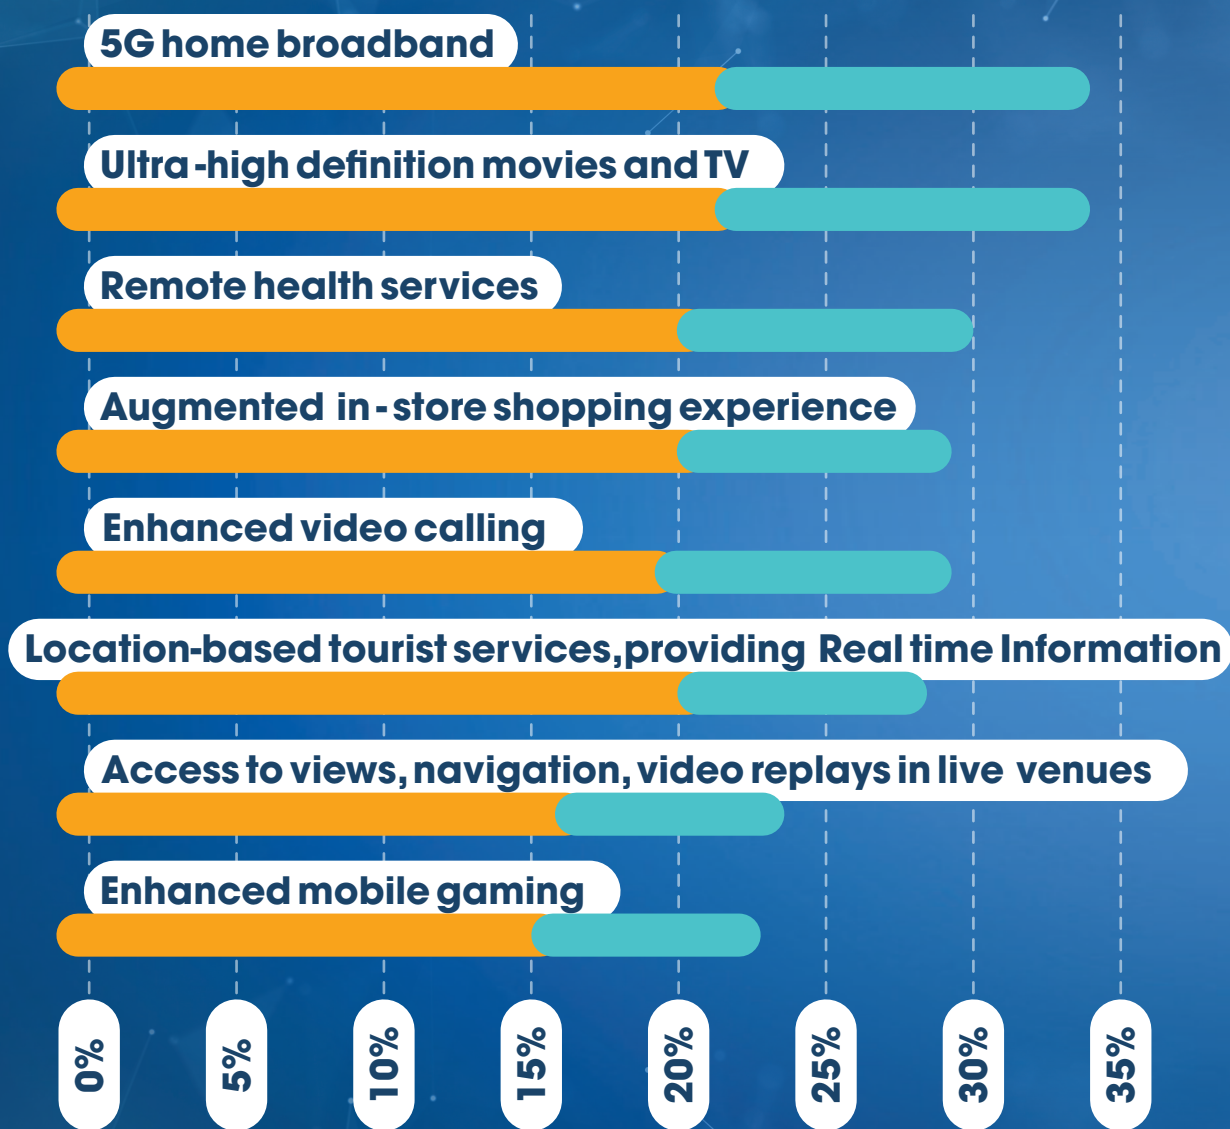 5G home broadband
Ultra-high definition movies and TV
Remote health services
Augmented in-store shopping experience
Enhanced video calling
Location-based tourist services, providing Real time Information
Access to views, navigation, video replays in live venues
Enhanced mobile gaming
0% 5% 10% 15% 20% 25% 30% 35%